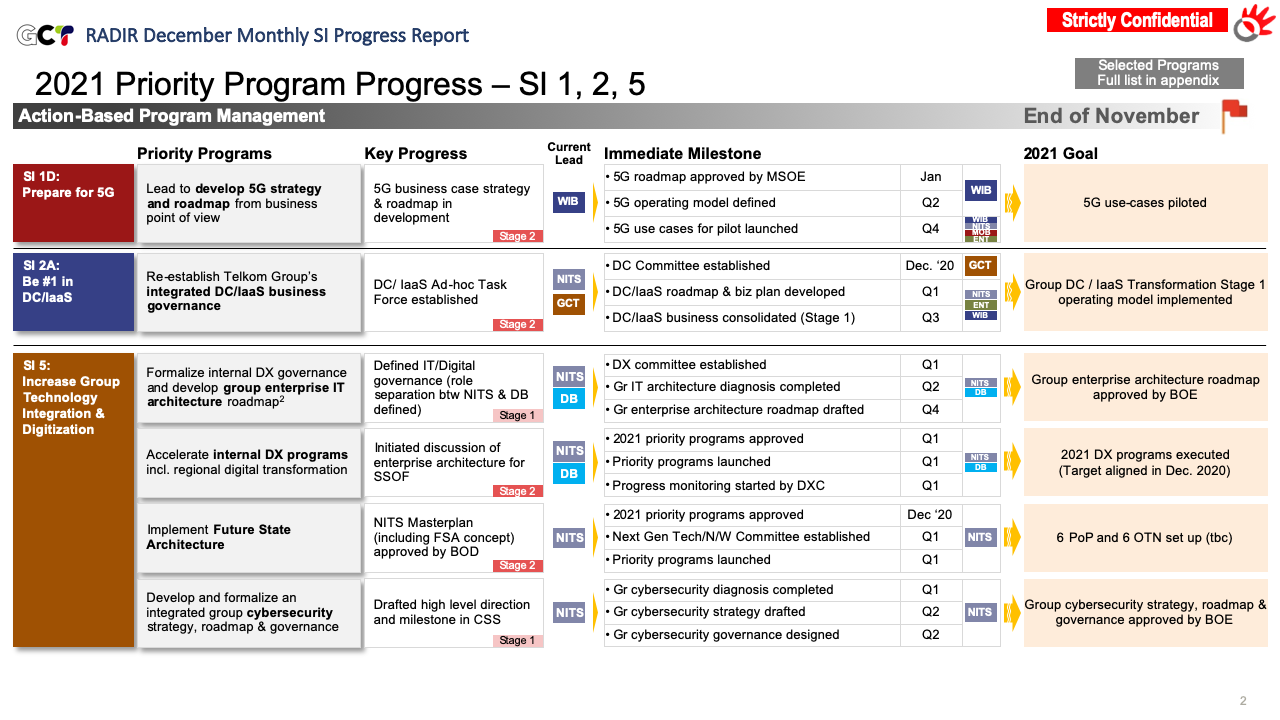 GCT RADIR December Monthly SI Progress Report
Strictly Confidential
2021 Priority Program Progress – SI 1, 2, 5
Selected Programs
Full list in appendix
Action-Based Program Management
End of November
Priority Programs
Key Progress
Current
Lead
Immediate Milestone
2021 Goal
SI 1D:
Prepare for 5G
Lead to develop 5G strategy
and roadmap from business
point of view
5G business case strategy
& roadmap in
development
Stage 2
WIB
• 5G roadmap approved by MSOE
Jan
• 5G operating model defined
Q2
• 5G use cases for pilot launched
Q4
WIB
WIB
NITS
MOB
ENT
5G use-cases piloted
SI 2A:
Be #1 in
DC/IaaS
Re-establish Telkom Group's
integrated DC/IaaS business
governance
DC/ IaaS Ad-hoc Task
Force established
Stage 2
NITS
GCT
• DC Committee established
Dec. ‘20
• DC/IaaS roadmap & biz plan developed
Q1
• DC/IaaS business consolidated (Stage 1)
Q3
GCT
NITS
ENT
WIB
Group DC / IaaS Transformation Stage 1
operating model implemented
SI 5:
Increase Group
Technology
Integration &
Digitization
Formalize internal DX governance
and develop group enterprise IT
architecture roadmap²
Defined IT/Digital
governance (role
separation btw NITS & DB
defined)
Stage 1
NITS
DB
• DX committee established
Q1
• Gr IT architecture diagnosis completed
Q2
• Gr enterprise architecture roadmap drafted
Q4
NITS
DB
Group enterprise architecture roadmap
approved by BOE
Accelerate internal DX programs
incl. regional digital transformation
Initiated discussion of
enterprise architecture for
SSOF
Stage 2
NITS
DB
• 2021 priority programs approved
Q1
• Priority programs launched
Q1
• Progress monitoring started by DXC
Q1
NITS
DB
2021 DX programs executed
(Target aligned in Dec. 2020)
Implement Future State
Architecture
NITS Masterplan
(including FSA concept)
approved by BOD
Stage 2
NITS
• 2021 priority programs approved
Dec ‘20
• Next Gen Tech/N/W Committee established
Q1
• Priority programs launched
Q1
NITS
6 PoP and 6 OTN set up (tbc)
Develop and formalize an
integrated group cybersecurity
strategy, roadmap & governance
Drafted high level direction
and milestone in CSS
Stage 1
NITS
• Gr cybersecurity diagnosis completed
Q1
• Gr cybersecurity strategy drafted
Q2
• Gr cybersecurity governance designed
Q2
NITS
Group cybersecurity strategy, roadmap &
governance approved by BOE
2